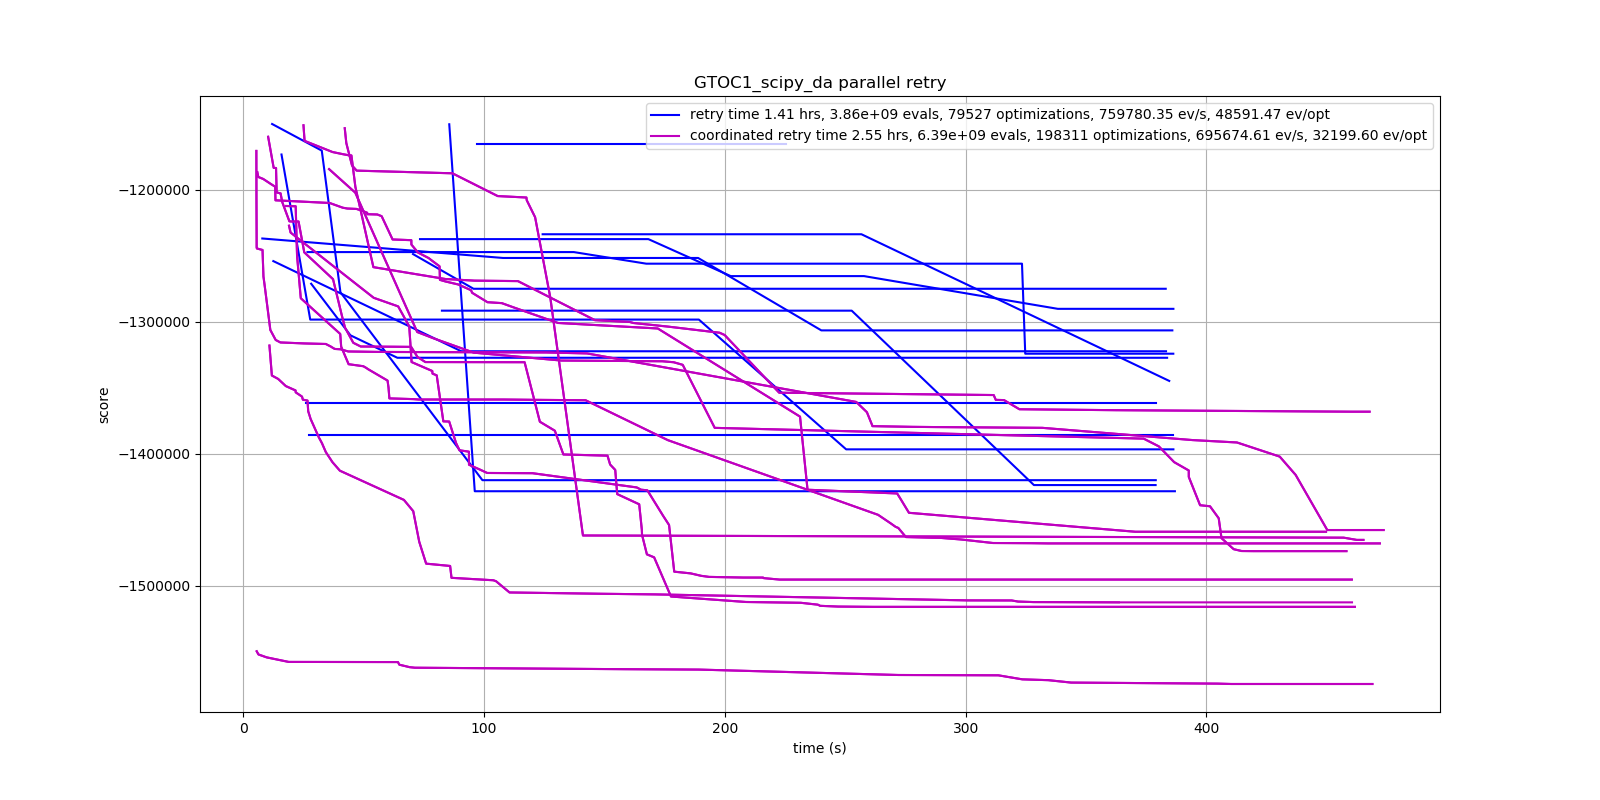 GTOC1_scipy_da parallel retry
retry time 1.41 hrs, 3.86e+09 evals, 79527 optimizations, 759780.35 ev/s, 48591.47 ev/opt
coordinated retry time 2.55 hrs, 6.39e+09 evals, 198311 optimizations, 695674.61 ev/s, 32199.60 ev/opt
−1200000
−1300000
−1400000
−1500000
score
0
100
200
300
400
time (s)